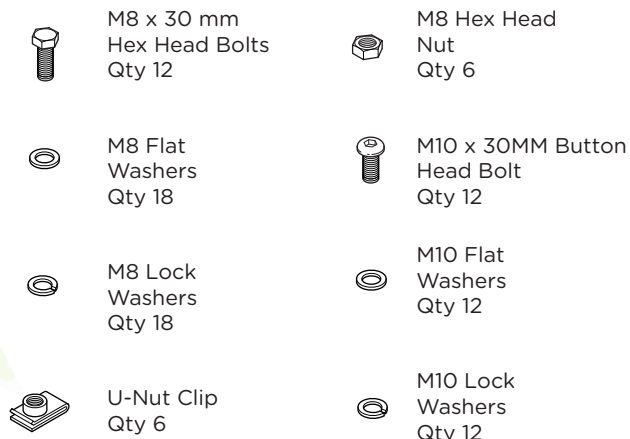 M8 x 30 mm
Hex Head Bolts
Qty 12
M8 Hex Head
Nut
Qty 6
M8 Flat
Washers
Qty 18
M10 x 30MM Button
Head Bolt
Qty 12
M8 Lock
Washers
Qty 18
M10 Flat
Washers
Qty 12
U-Nut Clip
Qty 6
M10 Lock
Washers
Qty 12